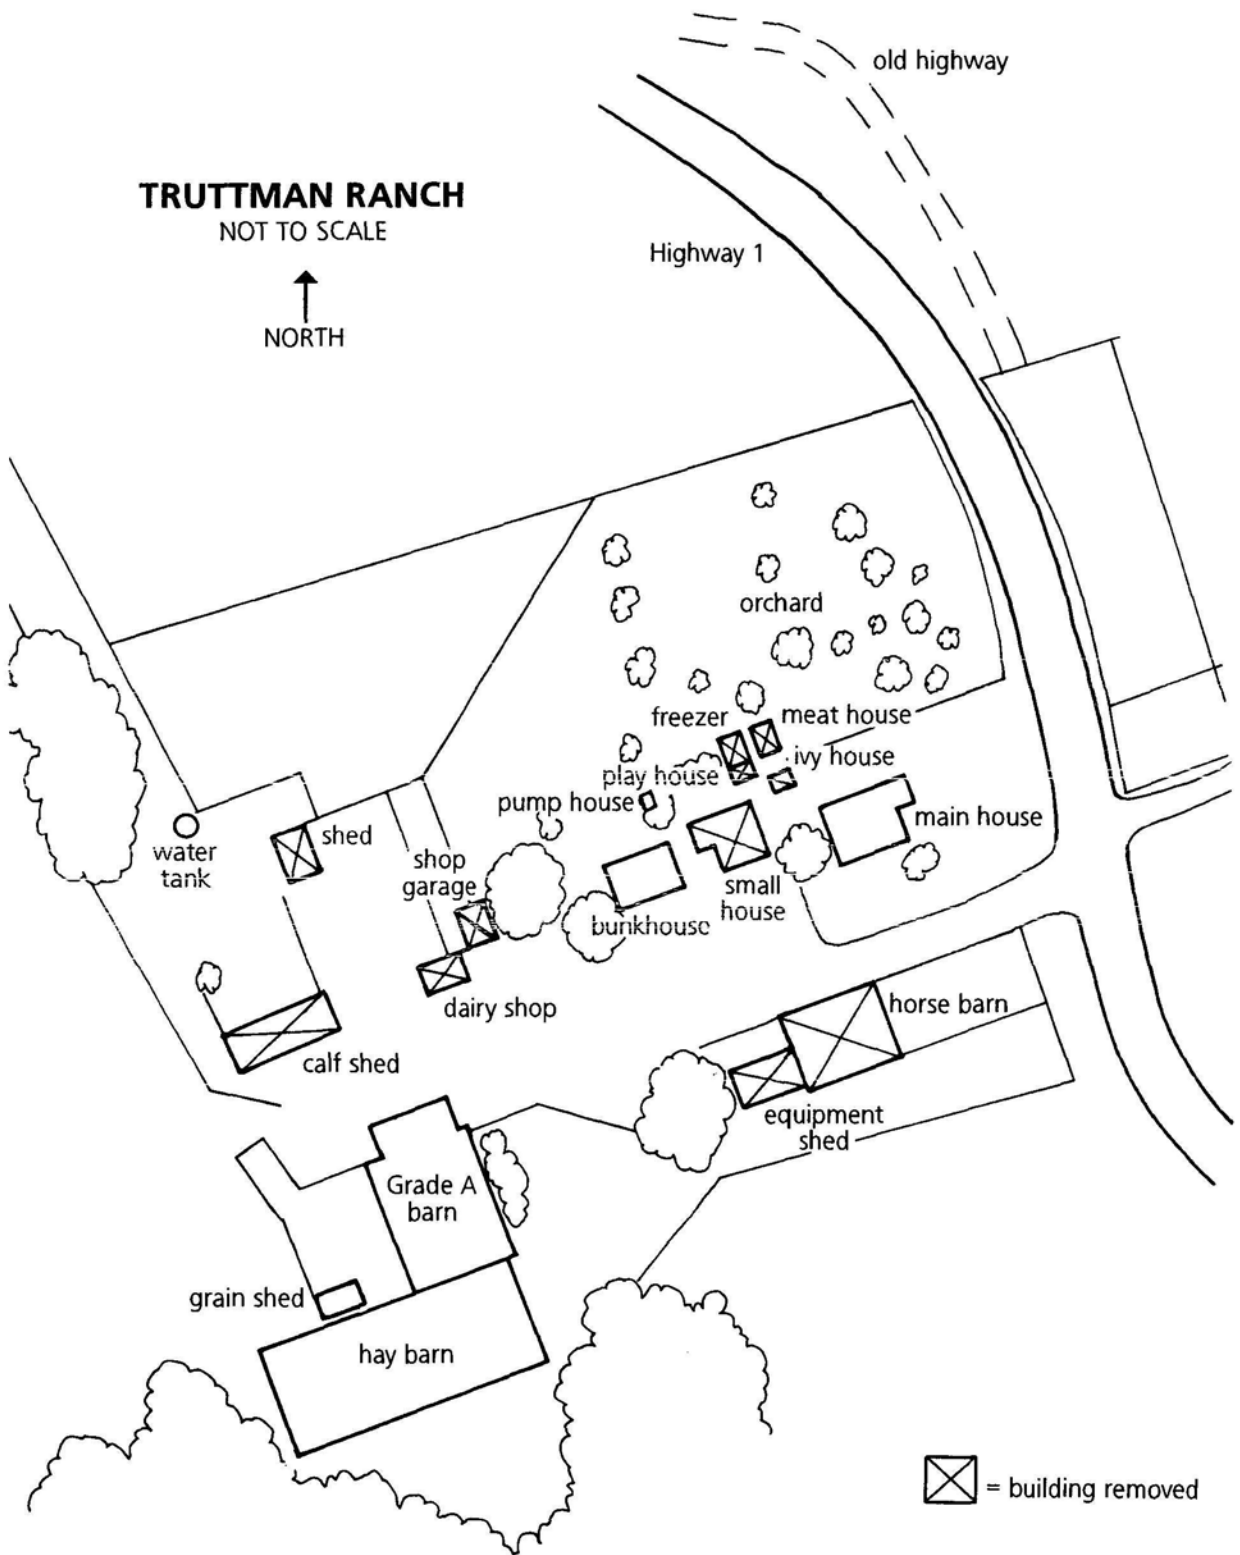 old highway
TRUTTMAN RANCH
NOT TO SCALE
Highway 1
NORTH
orchard
freezer
meat house
play house
ivy house
pump house
main house
shed
water
tank
shop
garage
small
house
bunkhouse
dairy shop
horse barn
calf shed
equipment
shed
Grade A
barn
grain shed
hay barn
= building removed